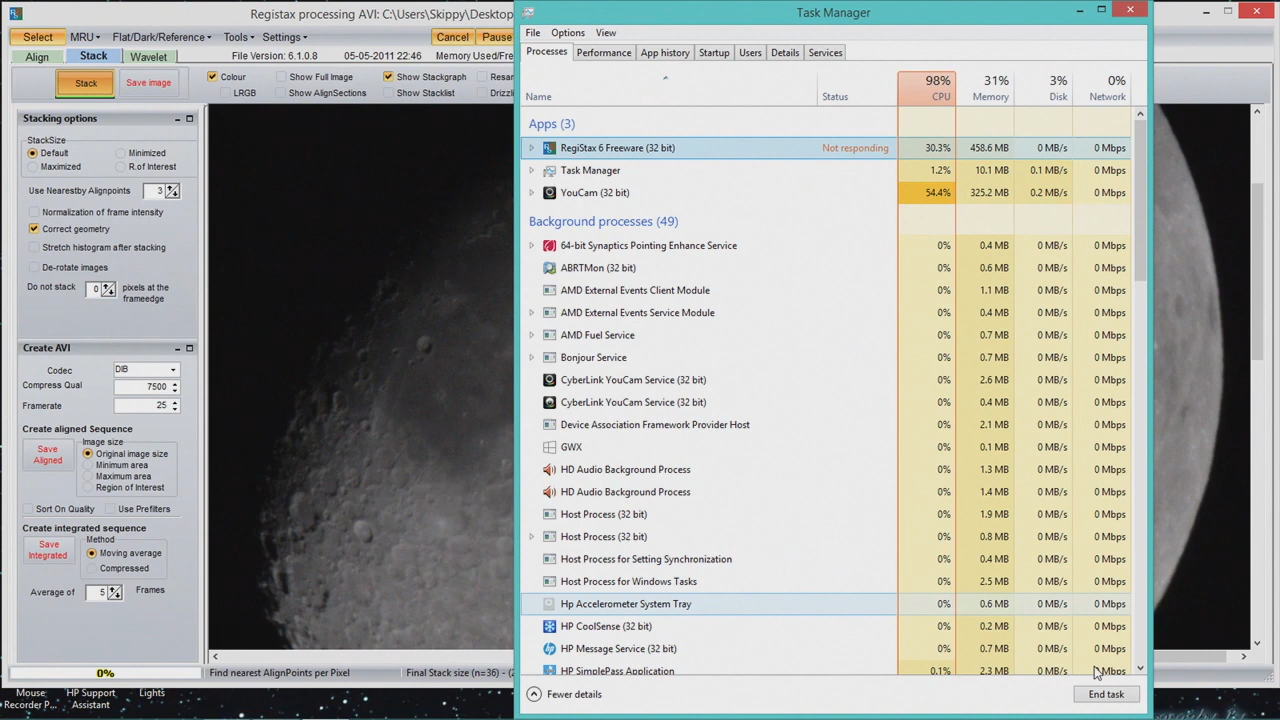 Registax processing AVI: C:\Users\Skippy\Desktop
Select MRU Flat/Dark/Reference Tools Settings Cancel Pause
Align Stack Wavelet File Version: 6.1.0.8 05-05-2011 22:46 Memory Used/Fre
Stack Save image Colour Show Full Image Show Stackgraph Resar
LRGB Show AlignSections Show Stacklist Drizzli
Stacking options
StackSize
Default Minimized
Maximized R.of Interest
Use Nearestby Alignpoints 3
Normalization of frame intensity
Correct geometry
Stretch histogram after stacking
De-rotate images
Do not stack 0 pixels at the
frameedge
Create AVI
Codec DIB
Compress Qual 7500
Framerate 25
Create aligned Sequence
Save
Aligned
Image size
Original image size
Minimum area
Maximum area
Region of Interest
Sort On Quality Use Prefilters
Create integrated sequence
Save
Integrated
Method
Moving average
Compressed
Average of 5 Frames
0% Find nearest AlignPoints per Pixel Final Stack size (n=36) - (2
Mouse HP Support Lights
Recorder P... Assistant
Task Manager
File Options View
Processes Performance App history Startup Users Details Services
98% 31% 3% 0%
Name Status CPU Memory Disk Network
Apps (3)
RegiStax 6 Freeware (32 bit) Not responding 30.3% 458.6 MB 0 MB/s 0 Mbps
Task Manager 1.2% 10.1 MB 0.1 MB/s 0 Mbps
YouCam (32 bit) 54.4% 325.2 MB 0.2 MB/s 0 Mbps
Background processes (49)
64-bit Synaptics Pointing Enhance Service 0% 0.4 MB 0 MB/s 0 Mbps
ABRTMon (32 bit) 0% 0.6 MB 0 MB/s 0 Mbps
AMD External Events Client Module 0% 1.1 MB 0 MB/s 0 Mbps
AMD External Events Service Module 0% 0.4 MB 0 MB/s 0 Mbps
AMD Fuel Service 0% 0.7 MB 0 MB/s 0 Mbps
Bonjour Service 0% 0.7 MB 0 MB/s 0 Mbps
CyberLink YouCam Service (32 bit) 0% 2.6 MB 0 MB/s 0 Mbps
CyberLink YouCam Service (32 bit) 0% 0.4 MB 0 MB/s 0 Mbps
Device Association Framework Provider Host 0% 2.1 MB 0 MB/s 0 Mbps
GWX 0% 0.1 MB 0 MB/s 0 Mbps
HD Audio Background Process 0% 1.3 MB 0 MB/s 0 Mbps
HD Audio Background Process 0% 1.4 MB 0 MB/s 0 Mbps
Host Process (32 bit) 0% 1.9 MB 0 MB/s 0 Mbps
Host Process (32 bit) 0% 0.8 MB 0 MB/s 0 Mbps
Host Process for Setting Synchronization 0% 0.4 MB 0 MB/s 0 Mbps
Host Process for Windows Tasks 0% 2.5 MB 0 MB/s 0 Mbps
Hp Accelerometer System Tray 0% 0.6 MB 0 MB/s 0 Mbps
HP CoolSense (32 bit) 0% 0.2 MB 0 MB/s 0 Mbps
HP Message Service (32 bit) 0% 0.7 MB 0 MB/s 0 Mbps
HP SimplePass Application 0.1% 2.3 MB 0 MB/s 0 Mbps
Fewer details End task